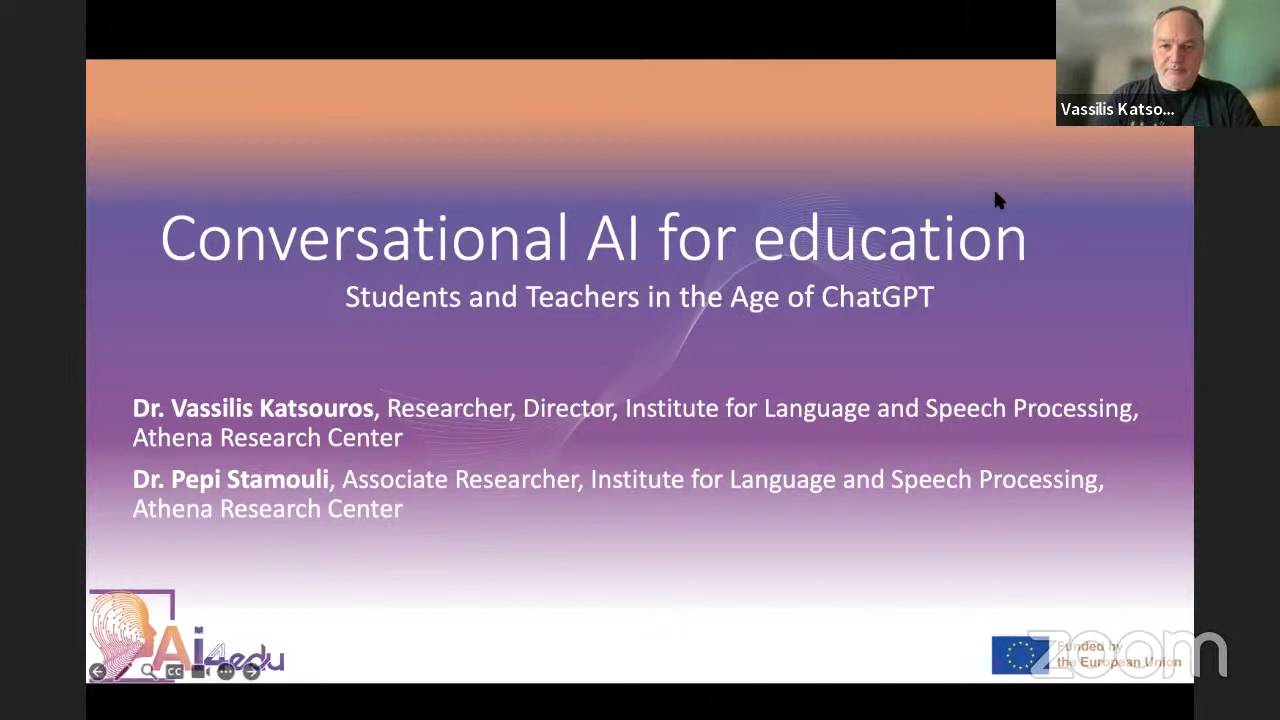 Vassilis Katso...
Conversational AI for education
Students and Teachers in the Age of ChatGPT
Dr. Vassilis Katsouros, Researcher, Director, Institute for Language and Speech Processing,
Athena Research Center
Dr. Pepi Stamouli, Associate Researcher, Institute for Language and Speech Processing,
Athena Research Center
Ai4edu
CC
Funded by
the European Union
zoom